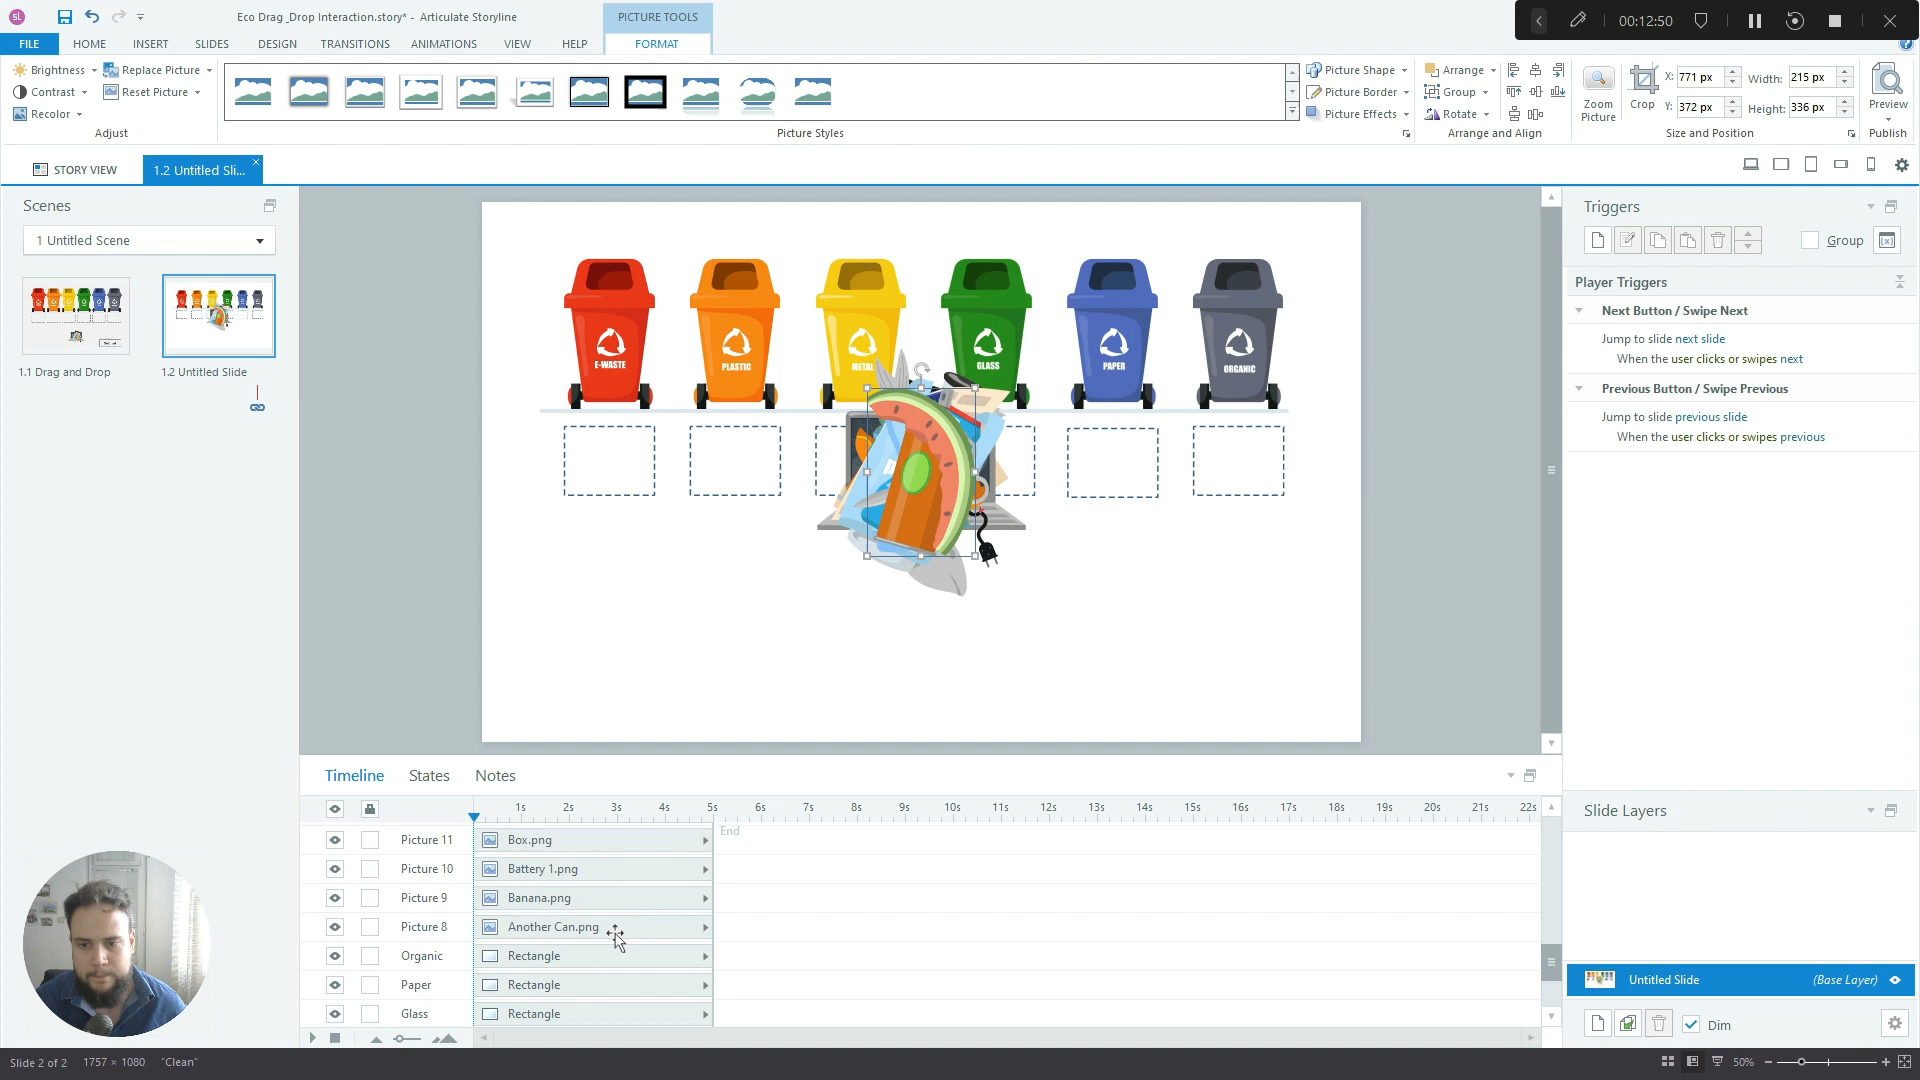 Eco Drag _Drop Interaction.story* - Articulate Storyline
PICTURE TOOLS
00:12:50
FILE HOME INSERT SLIDES DESIGN TRANSITIONS ANIMATIONS VIEW HELP FORMAT
Brightness Replace Picture
Contrast Reset Picture
Recolor
Adjust
Picture Styles
Picture Shape
Picture Border
Picture Effects
Arrange
Group
Rotate
Arrange and Align
Zoom Picture
Crop
X: 771 px Width: 215 px
Y: 372 px Height: 336 px
Size and Position
Preview
Publish
STORY VIEW
1.2 Untitled Sli...
Scenes
1 Untitled Scene
1.1 Drag and Drop
1.2 Untitled Slide
E-WASTE
PLASTIC
METAL
GLASS
PAPER
ORGANIC
Triggers
Group
Player Triggers
Next Button / Swipe Next
Jump to slide next slide
When the user clicks or swipes next
Previous Button / Swipe Previous
Jump to slide previous slide
When the user clicks or swipes previous
Timeline States Notes
1s 2s 3s 4s 5s 6s 7s 8s 9s 10s 11s 12s 13s 14s 15s 16s 17s 18s 19s 20s 21s 22s
End
Picture 11 Box.png
Picture 10 Battery 1.png
Picture 9 Banana.png
Picture 8 Another Can.png
Organic Rectangle
Paper Rectangle
Glass Rectangle
Slide Layers
Untitled Slide (Base Layer)
Dim
Slide 2 of 2 1757 × 1080 "Clean"
50%